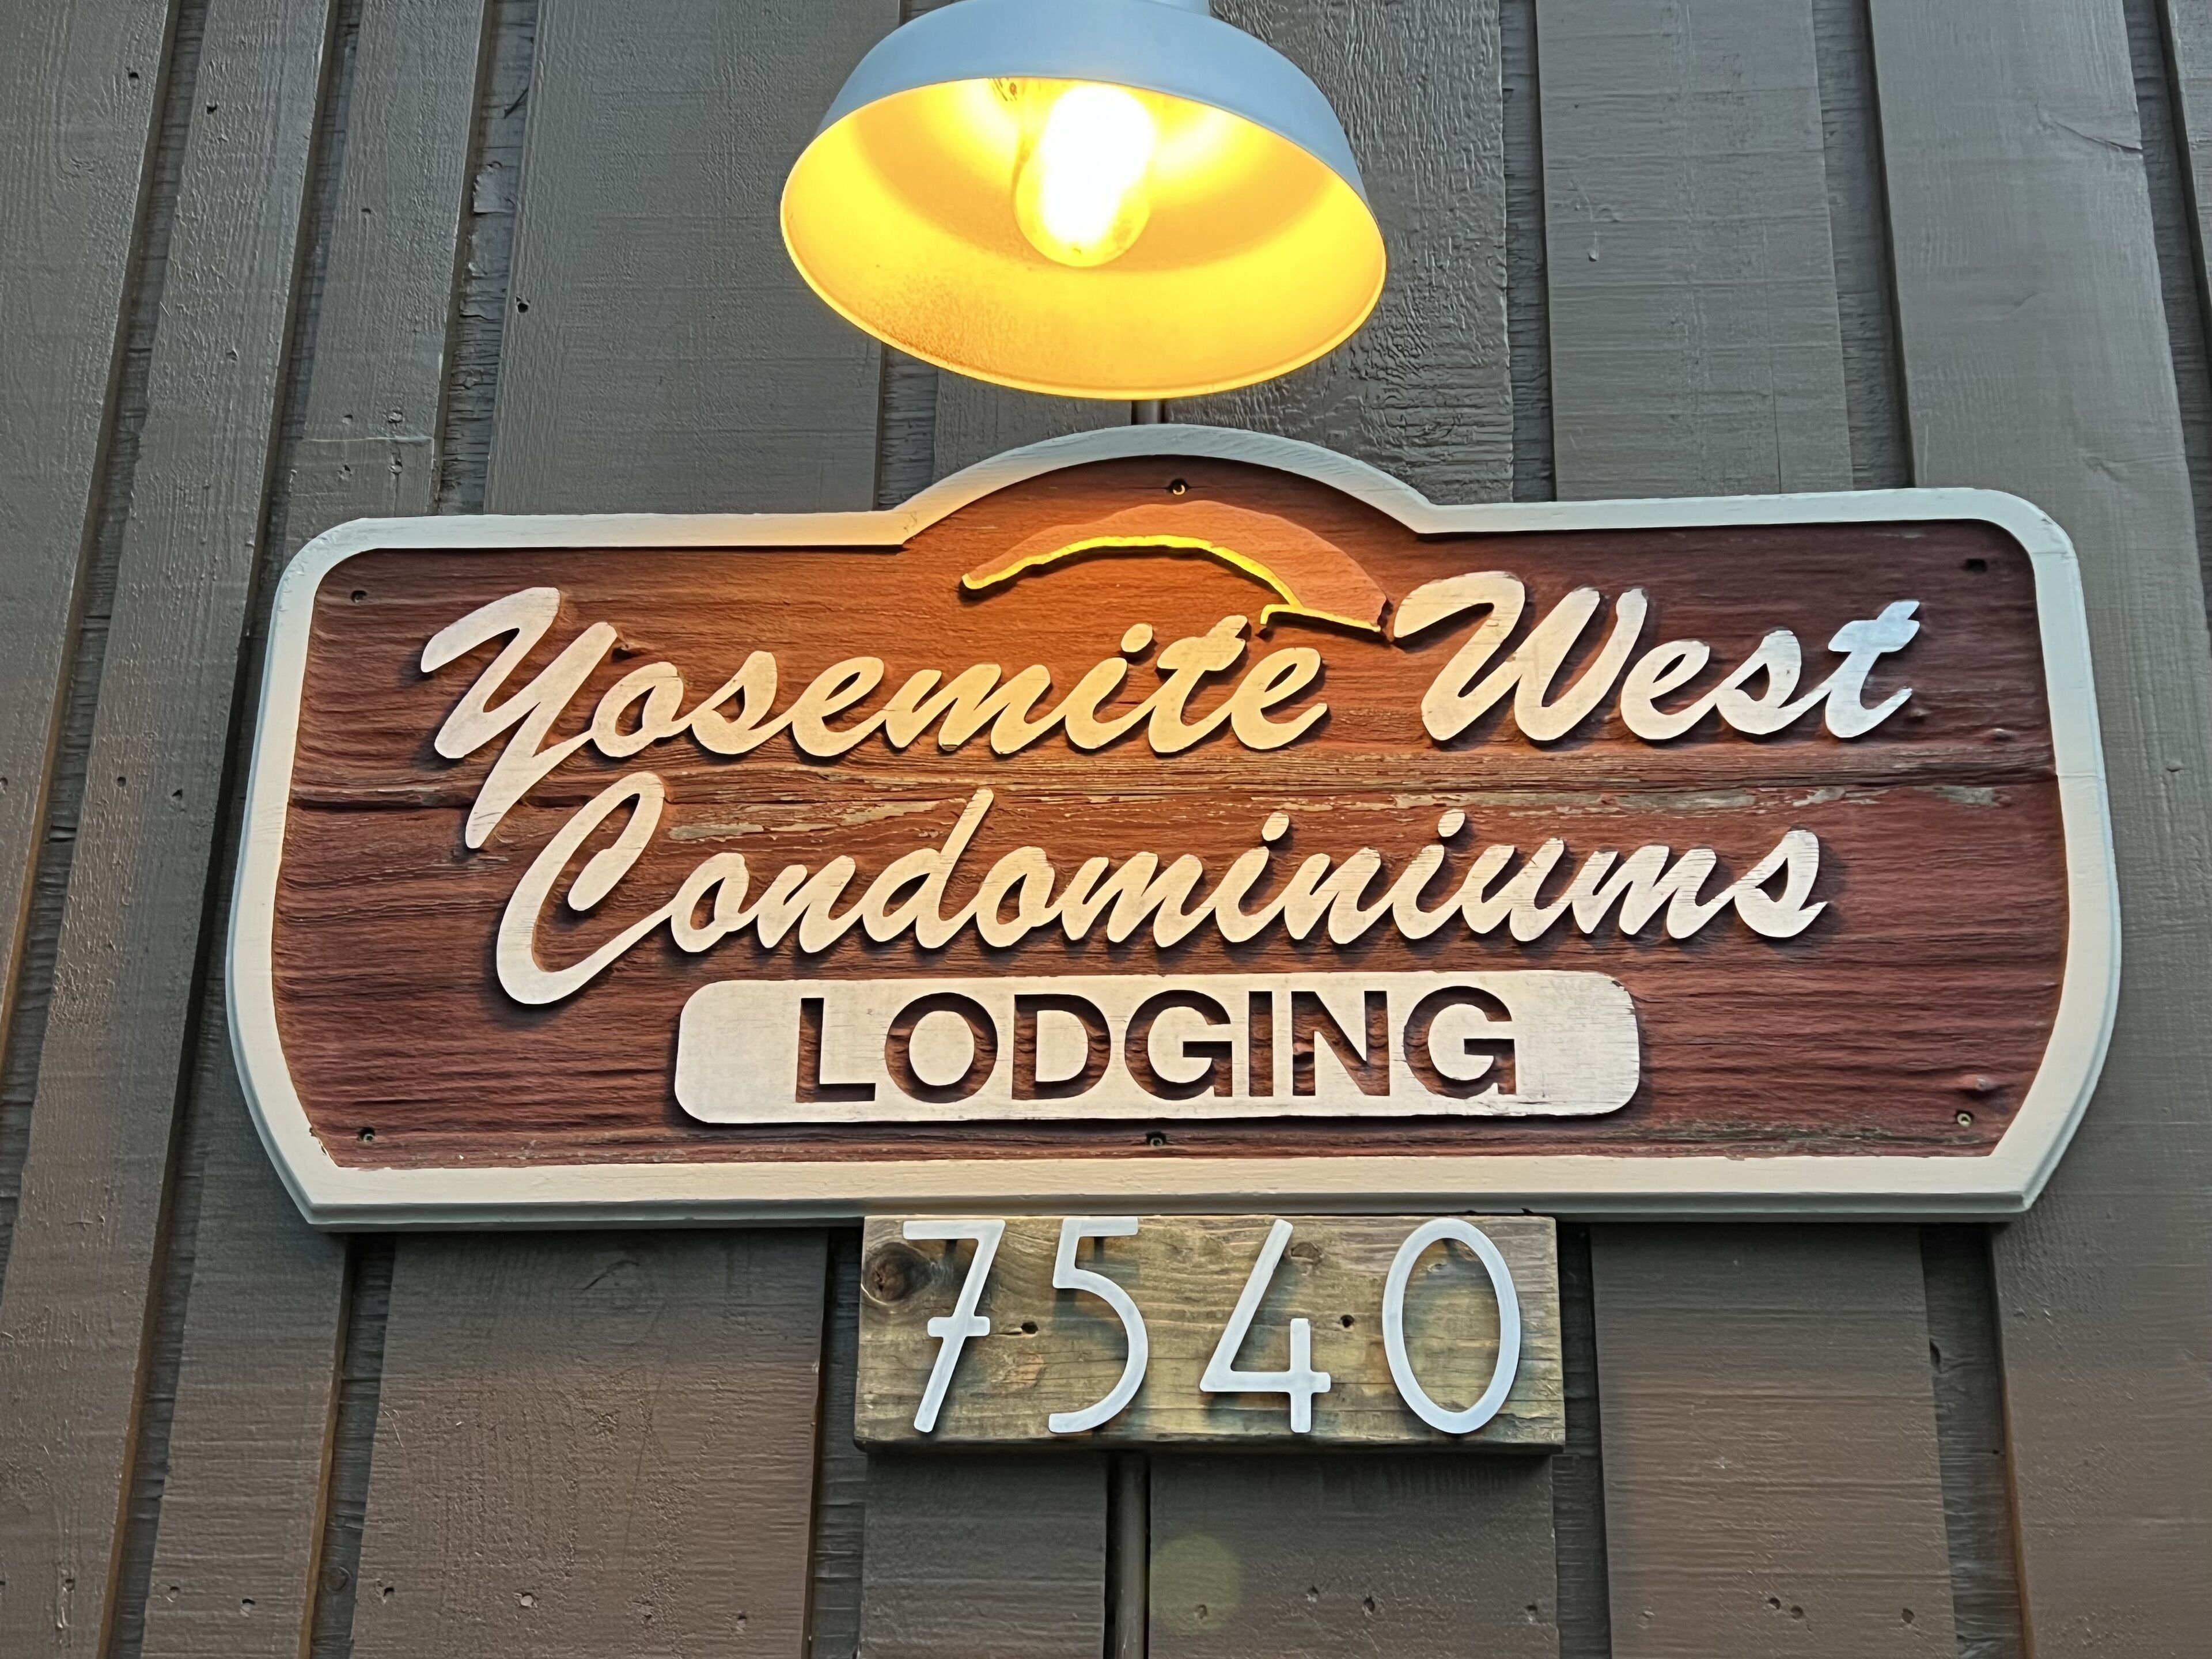 Yosemite West
Condominiums
LODGING
7540